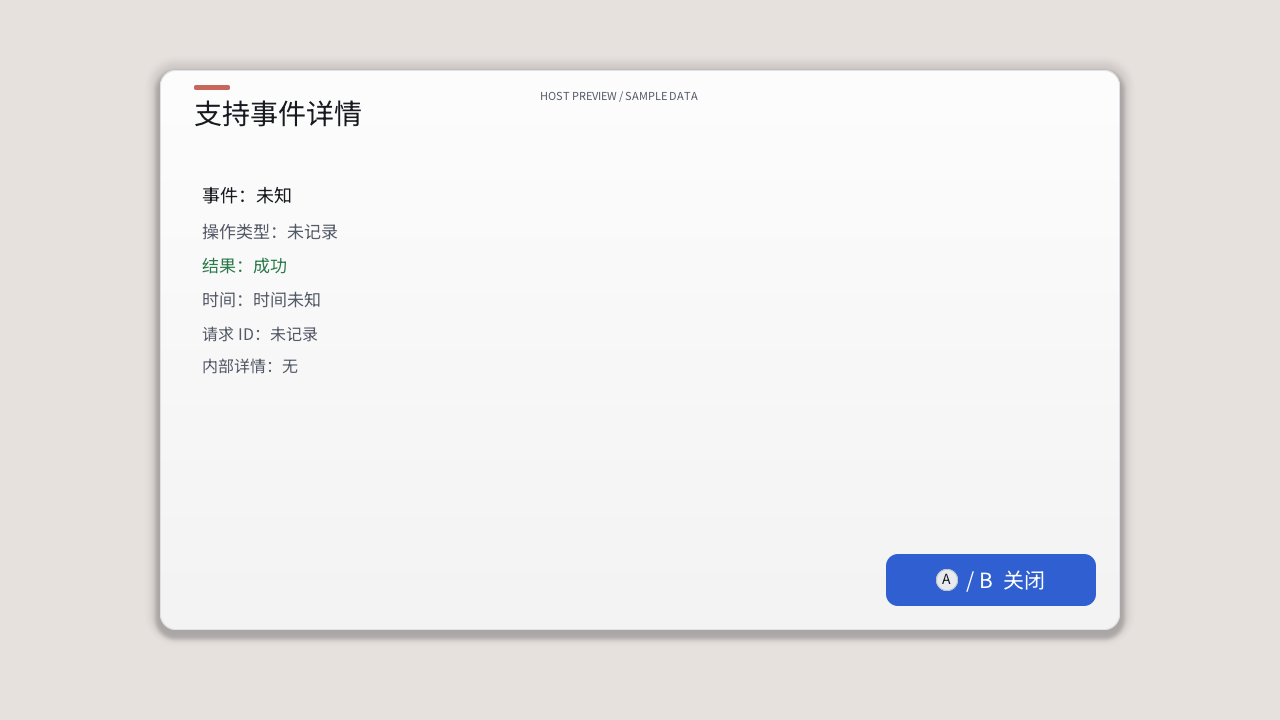 HOST PREVIEW / SAMPLE DATA
支持事件详情
事件：未知
操作类型：未记录
结果：成功
时间：时间未知
请求 ID：未记录
内部详情：无
A / B 关闭